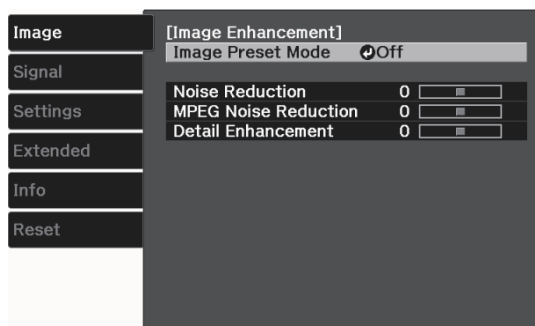 Image
Signal
Settings
Extended
Info
Reset
[Image Enhancement]
Image Preset Mode Off
Noise Reduction 0
MPEG Noise Reduction 0
Detail Enhancement 0